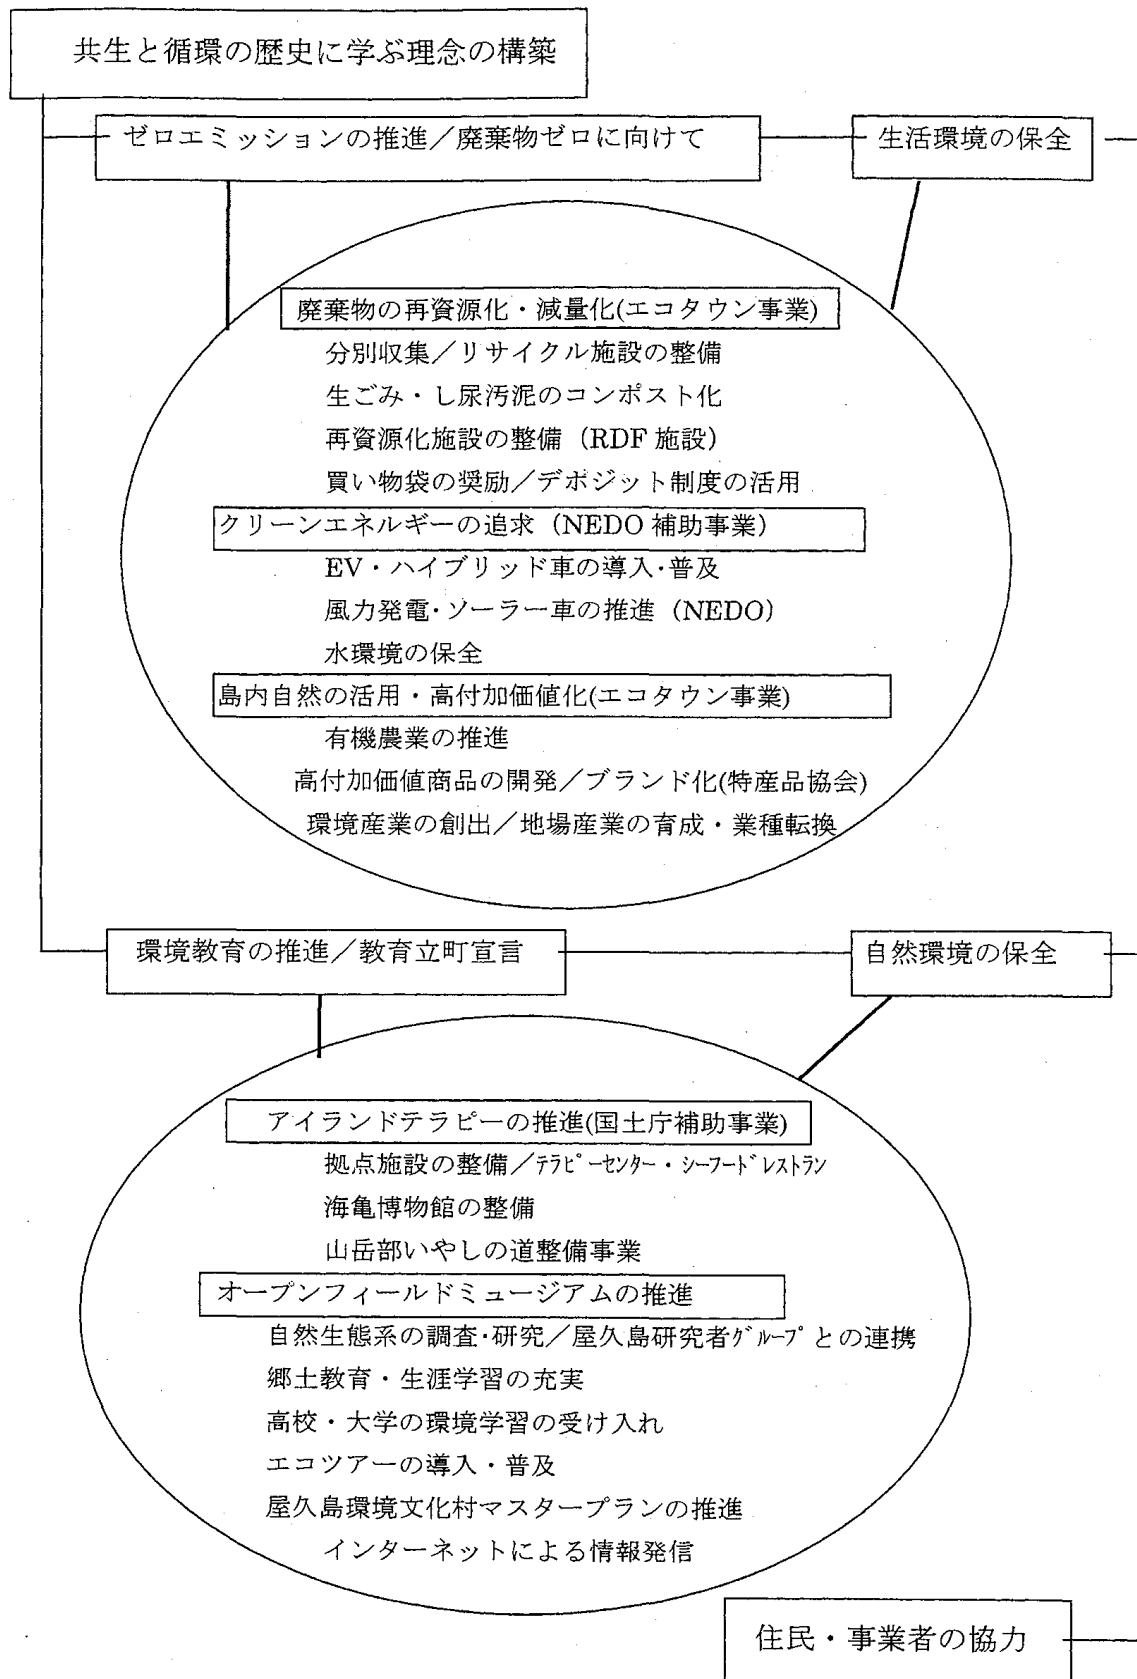 共生と循環の歴史に学ぶ理念の構築
ゼロエミッションの推進／廃棄物ゼロに向けて
生活環境の保全
廃棄物の再資源化・減量化(エコタウン事業)
分別収集／リサイクル施設の整備
生ごみ・し尿汚泥のコンポスト化
再資源化施設の整備（RDF 施設）
買い物袋の奨励／デポジット制度の活用
クリーンエネルギーの追求（NEDO 補助事業）
EV・ハイブリッド車の導入･普及
風力発電･ソーラー車の推進（NEDO）
水環境の保全
島内自然の活用・高付加価値化(エコタウン事業)
有機農業の推進
高付加価値商品の開発／ブランド化(特産品協会)
環境産業の創出／地場産業の育成・業種転換
環境教育の推進／教育立町宣言
自然環境の保全
アイランドテラピーの推進(国土庁補助事業)
拠点施設の整備／ﾃﾗﾋﾟｰｾﾝﾀｰ・ｼｰﾌｰﾄﾞﾚｽﾄﾗﾝ
海亀博物館の整備
山岳部いやしの道整備事業
オープンフィールドミュージアムの推進
自然生態系の調査･研究／屋久島研究者ｸﾞﾙｰﾌﾟとの連携
郷土教育・生涯学習の充実
高校・大学の環境学習の受け入れ
エコツアーの導入・普及
屋久島環境文化村マスタープランの推進
インターネットによる情報発信
住民・事業者の協力